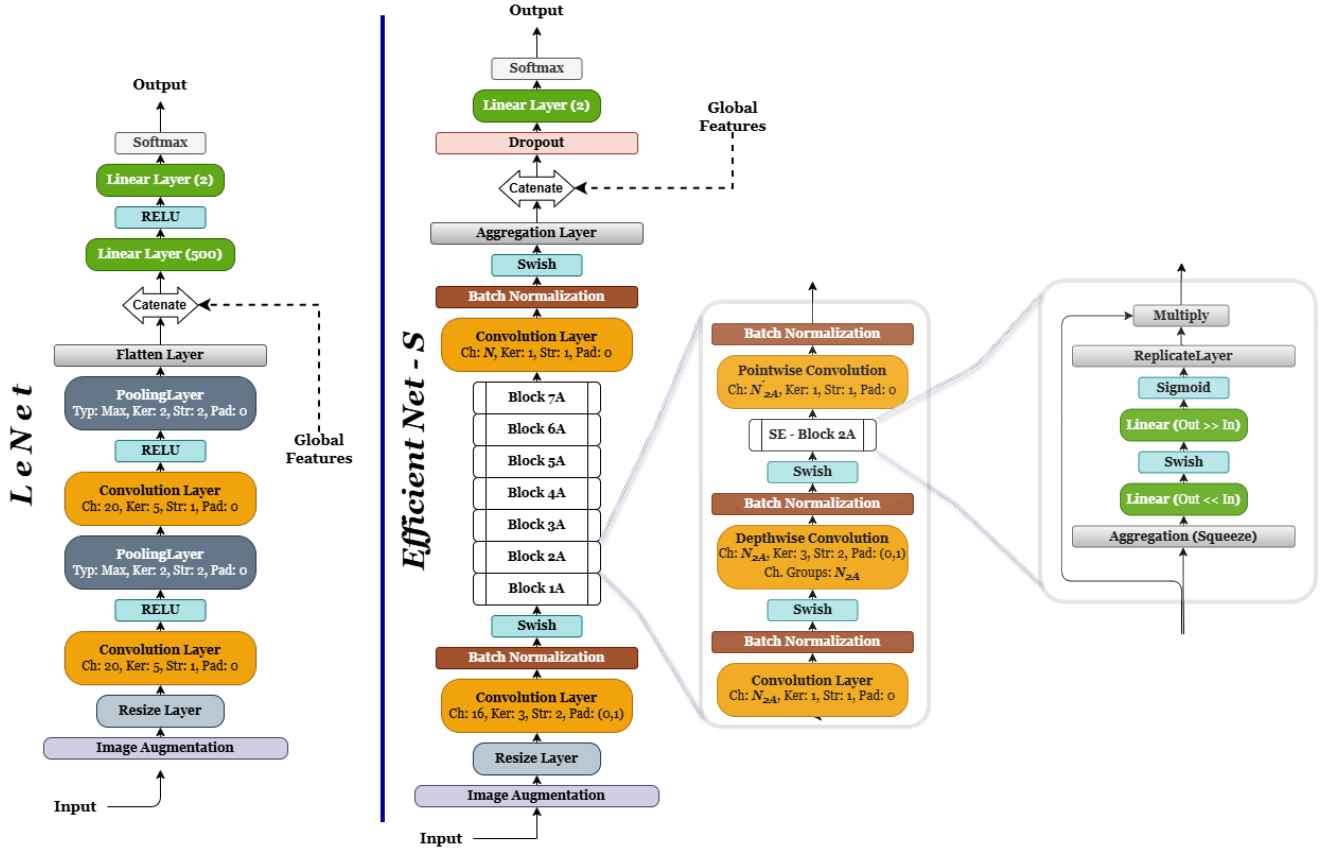 LeNet
Output
Softmax
Linear Layer (2)
RELU
Linear Layer (500)
Catenate
Flatten Layer
PoolingLayer
Typ: Max, Ker: 2, Str: 2, Pad: 0
RELU
Convolution Layer
Ch: 20, Ker: 5, Str: 1, Pad: 0
PoolingLayer
Typ: Max, Ker: 2, Str: 2, Pad: 0
RELU
Convolution Layer
Ch: 20, Ker: 5, Str: 1, Pad: 0
Resize Layer
Image Augmentation
Input
Global
Features
Efficient Net - S
Output
Softmax
Linear Layer (2)
Dropout
Catenate
Global
Features
Aggregation Layer
Swish
Batch Normalization
Convolution Layer
Ch: N, Ker: 1, Str: 1, Pad: 0
Block 7A
Block 6A
Block 5A
Block 4A
Block 3A
Block 2A
Block 1A
Swish
Batch Normalization
Convolution Layer
Ch: 16, Ker: 3, Str: 2, Pad: (0,1)
Resize Layer
Image Augmentation
Input
Batch Normalization
Pointwise Convolution
Ch: N'2A, Ker: 1, Str: 1, Pad: 0
SE - Block 2A
Swish
Batch Normalization
Depthwise Convolution
Ch: N2A, Ker: 3, Str: 2, Pad: (0,1)
Ch. Groups: N2A
Swish
Batch Normalization
Convolution Layer
Ch: N2A, Ker: 1, Str: 1, Pad: 0
Multiply
ReplicateLayer
Sigmoid
Linear (Out >> In)
Swish
Linear (Out << In)
Aggregation (Squeeze)